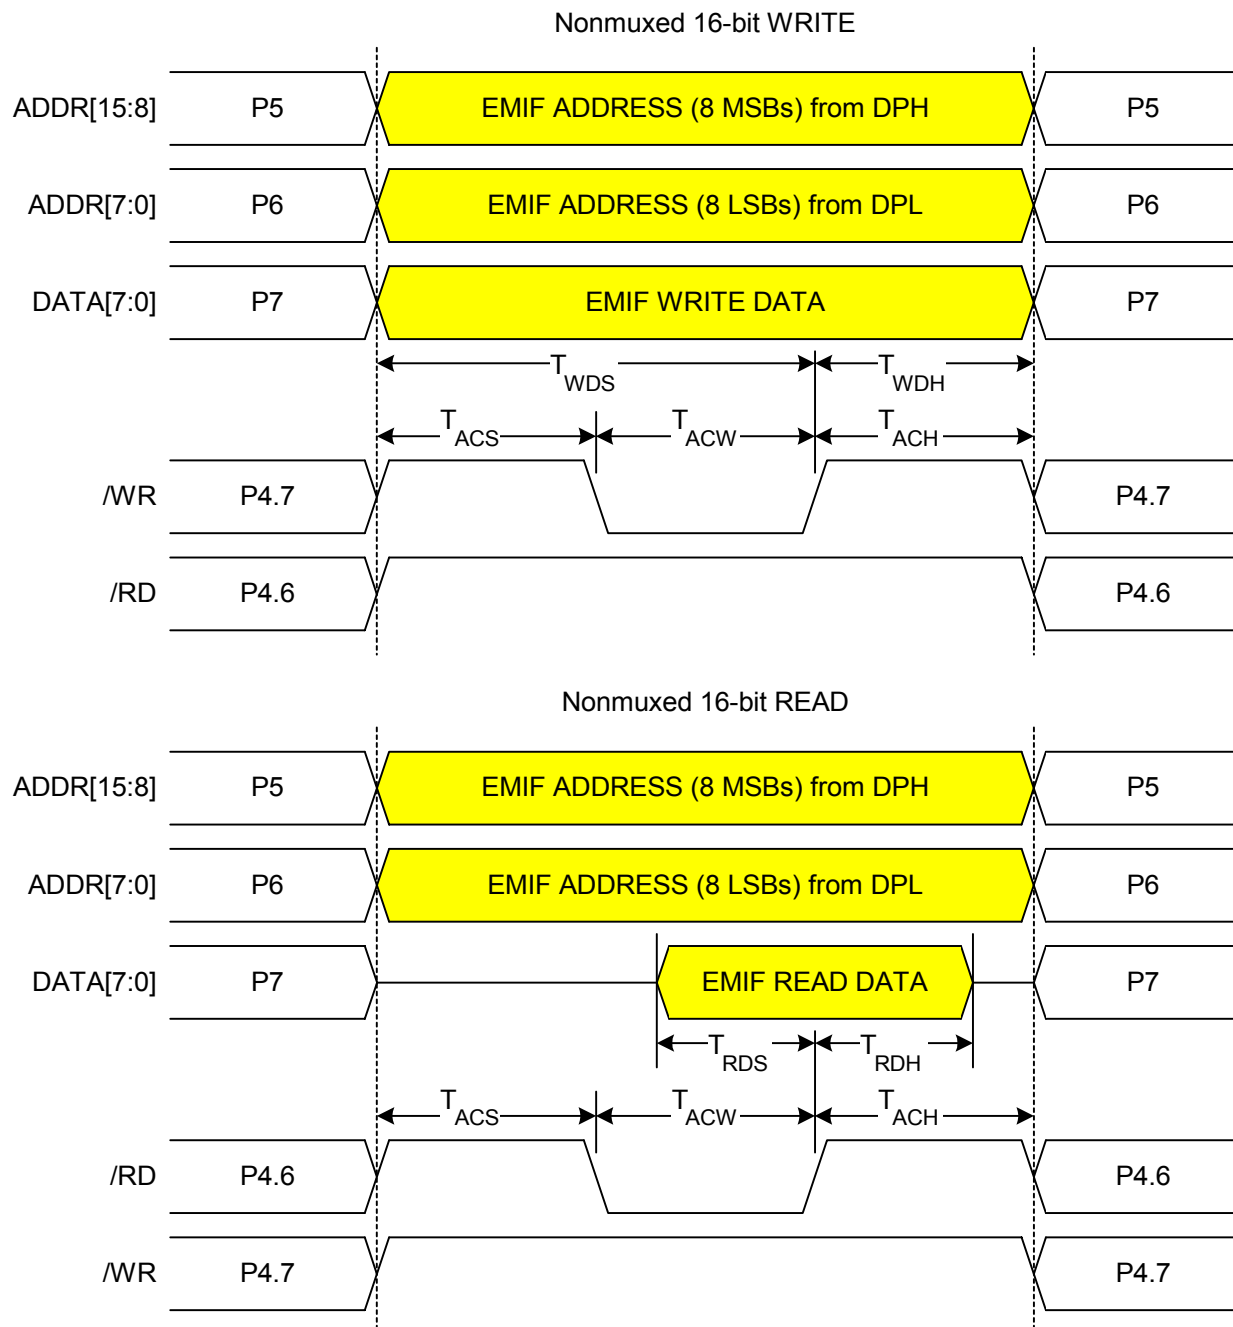 Nonmuxed 16-bit WRITE
ADDR[15:8] P5 EMIF ADDRESS (8 MSBs) from DPH P5
ADDR[7:0] P6 EMIF ADDRESS (8 LSBs) from DPL P6
DATA[7:0] P7 EMIF WRITE DATA P7
TWDS TWDH
TACS TACW TACH
/WR P4.7 P4.7
/RD P4.6 P4.6
Nonmuxed 16-bit READ
ADDR[15:8] P5 EMIF ADDRESS (8 MSBs) from DPH P5
ADDR[7:0] P6 EMIF ADDRESS (8 LSBs) from DPL P6
DATA[7:0] P7 EMIF READ DATA P7
TRDS TRDH
TACS TACW TACH
/RD P4.6 P4.6
/WR P4.7 P4.7